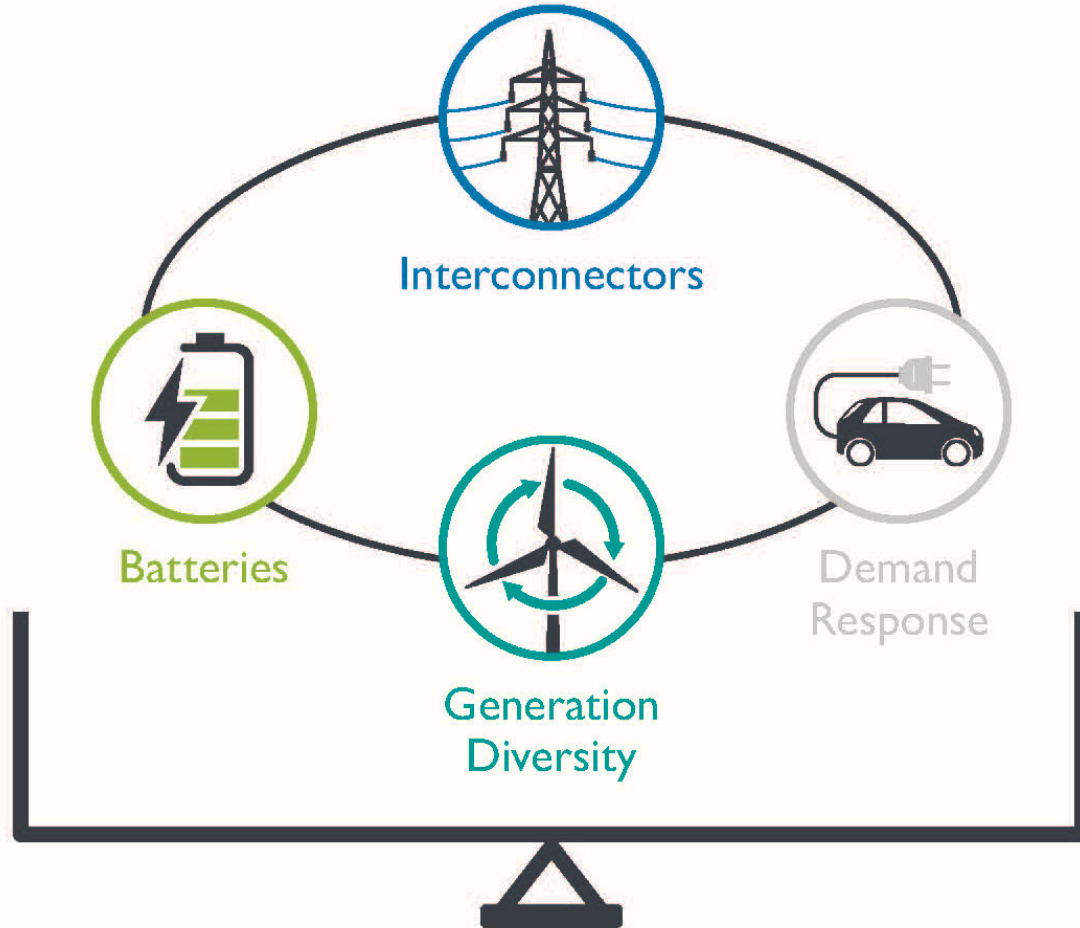 Interconnectors
Batteries
Demand
Response
Generation
Diversity